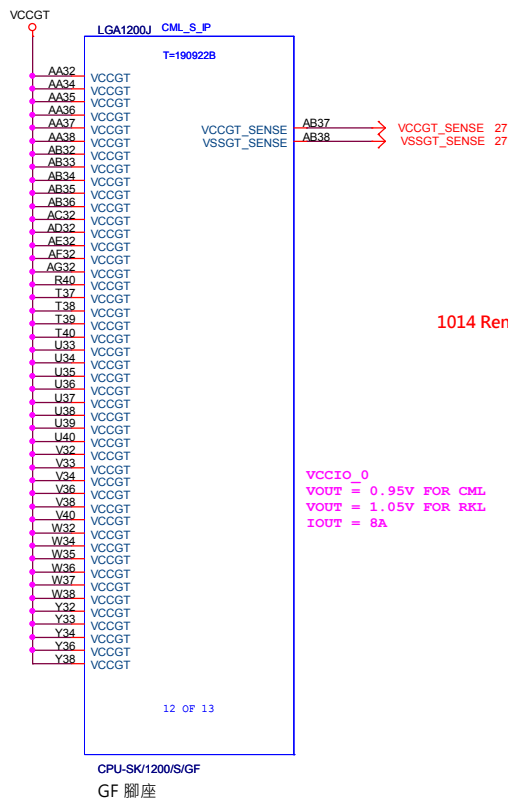 VCCGT
LGA1200J CML_S_IP
T=190922B
AA32 VCCGT
AA34 VCCGT
AA35 VCCGT
AA36 VCCGT
AA37 VCCGT
AA38 VCCGT
AB32 VCCGT
AB33 VCCGT
AB34 VCCGT
AB35 VCCGT
AB36 VCCGT
AC32 VCCGT
AD32 VCCGT
AE32 VCCGT
AF32 VCCGT
AG32 VCCGT
R40 VCCGT
T37 VCCGT
T38 VCCGT
T39 VCCGT
T40 VCCGT
U33 VCCGT
U34 VCCGT
U35 VCCGT
U36 VCCGT
U37 VCCGT
U38 VCCGT
U39 VCCGT
U40 VCCGT
V32 VCCGT
V33 VCCGT
V34 VCCGT
V36 VCCGT
V38 VCCGT
V40 VCCGT
W32 VCCGT
W34 VCCGT
W35 VCCGT
W36 VCCGT
W37 VCCGT
W38 VCCGT
Y32 VCCGT
Y33 VCCGT
Y34 VCCGT
Y36 VCCGT
Y38 VCCGT
VCCGT_SENSE AB37 VCCGT_SENSE 27
VSSGT_SENSE AB38 VSSGT_SENSE 27
1014 Ren
VCCIO_0
VOUT = 0.95V FOR CML
VOUT = 1.05V FOR RKL
IOUT = 8A
12 OF 13
CPU-SK/1200/S/GF
GF 腳座